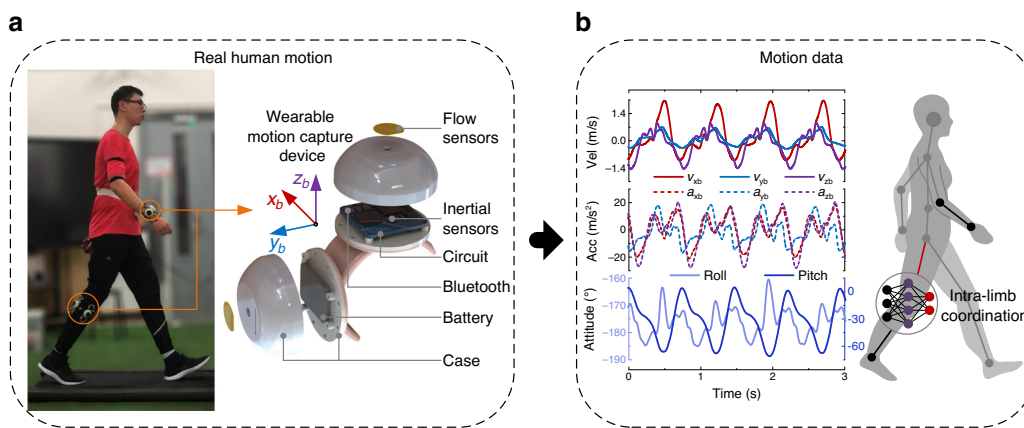 a
Real human motion
Wearable
motion capture
device
z_b
x_b
y_b
Flow
sensors
Inertial
sensors
Circuit
Bluetooth
Battery
Case
b
Motion data
Vel (m/s)
1.4
0.0
−1.4
v_xb v_yb v_zb
a_xb a_yb a_zb
Acc (m/s²)
20
0
−20
Roll Pitch
Attitude (°)
−160
−170
−180
−190
0
−30
−60
0 1 2 3
Time (s)
Intra-limb
coordination